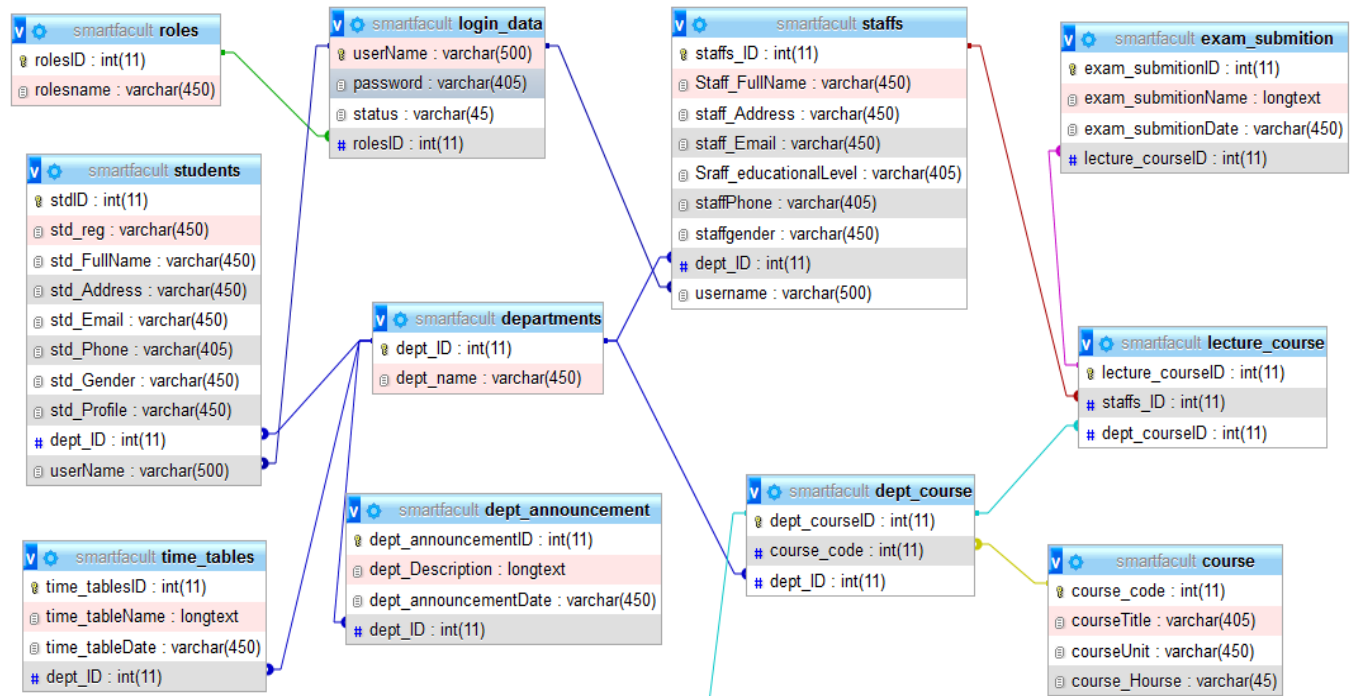 smartfacult roles
rolesID : int(11)
rolesname : varchar(450)
smartfacult login_data
userName : varchar(500)
password : varchar(405)
status : varchar(45)
rolesID : int(11)
smartfacult staffs
staffs_ID : int(11)
Staff_FullName : varchar(450)
staff_Address : varchar(450)
staff_Email : varchar(450)
Sraff_educationalLevel : varchar(405)
staffPhone : varchar(405)
staffgender : varchar(450)
dept_ID : int(11)
username : varchar(500)
smartfacult exam_submition
exam_submitionID : int(11)
exam_submitionName : longtext
exam_submitionDate : varchar(450)
lecture_courseID : int(11)
smartfacult students
stdID : int(11)
std_reg : varchar(450)
std_FullName : varchar(450)
std_Address : varchar(450)
std_Email : varchar(450)
std_Phone : varchar(405)
std_Gender : varchar(450)
std_Profile : varchar(450)
dept_ID : int(11)
userName : varchar(500)
smartfacult departments
dept_ID : int(11)
dept_name : varchar(450)
smartfacult lecture_course
lecture_courseID : int(11)
staffs_ID : int(11)
dept_courseID : int(11)
smartfacult dept_course
dept_courseID : int(11)
course_code : int(11)
dept_ID : int(11)
smartfacult dept_announcement
dept_announcementID : int(11)
dept_Description : longtext
dept_announcementDate : varchar(450)
dept_ID : int(11)
smartfacult time_tables
time_tablesID : int(11)
time_tableName : longtext
time_tableDate : varchar(450)
dept_ID : int(11)
smartfacult course
course_code : int(11)
courseTitle : varchar(405)
courseUnit : varchar(450)
course_Hourse : varchar(45)